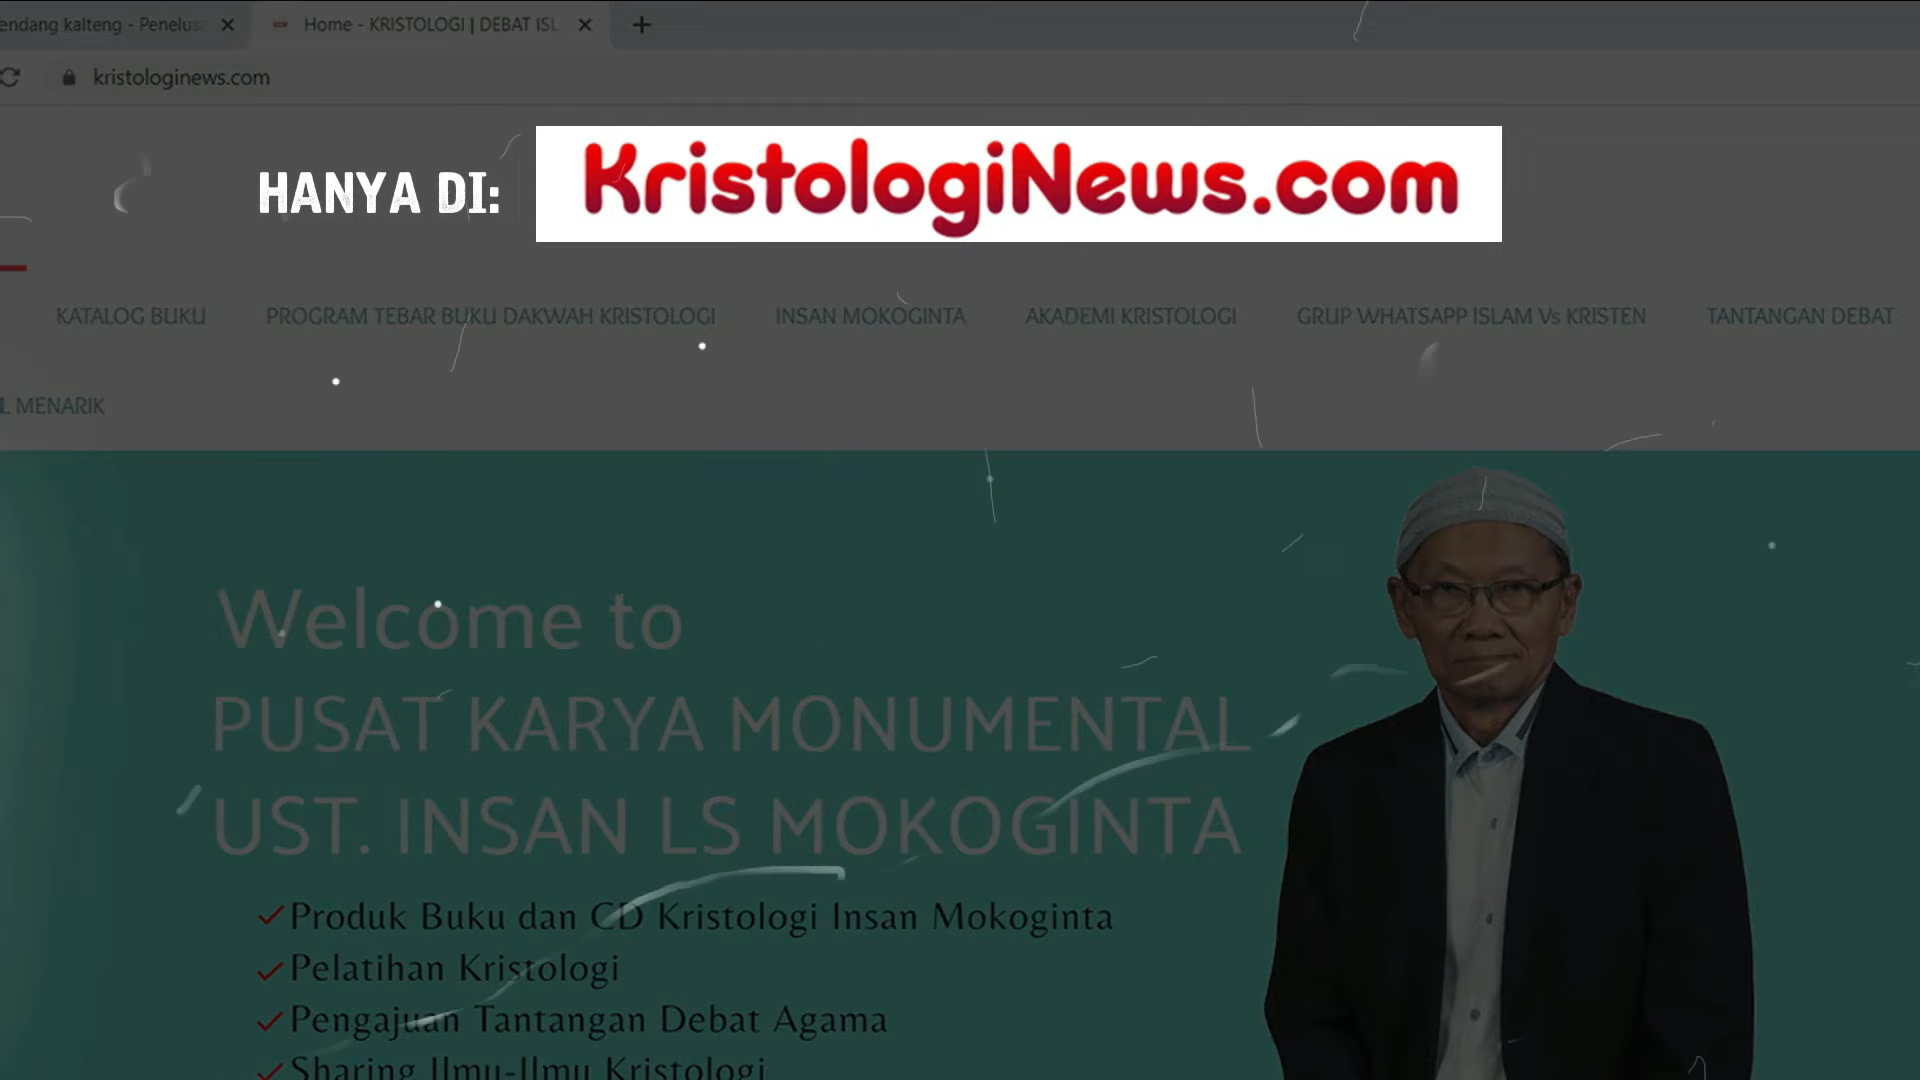 endang kalteng - Penelus
Home - KRISTOLOGI | DEBAT ISL
kristologinews.com
HANYA DI:
KristologiNews.com
KATALOG BUKU
PROGRAM TEBAR BUKU DAKWAH KRISTOLOGI
INSAN MOKOGINTA
AKADEMI KRISTOLOGI
GRUP WHATSAPP ISLAM Vs KRISTEN
TANTANGAN DEBAT
L MENARIK
Welcome to
PUSAT KARYA MONUMENTAL
UST. INSAN LS MOKOGINTA
Produk Buku dan CD Kristologi Insan Mokoginta
Pelatihan Kristologi
Pengajuan Tantangan Debat Agama
Sharing Ilmu-Ilmu Kristologi